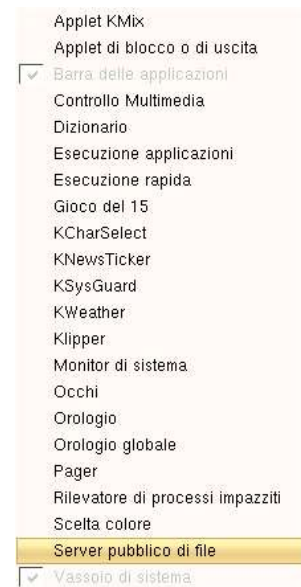 Applet KMix
Applet di blocco o di uscita
Barra delle applicazioni
Controllo Multimedia
Dizionario
Esecuzione applicazioni
Esecuzione rapida
Gioco del 15
KCharSelect
KNewsTicker
KSysGuard
KWeather
Klipper
Monitor di sistema
Occhi
Orologio
Orologio globale
Pager
Rilevatore di processi impazziti
Scelta colore
Server pubblico di file
Vassoio di sistema